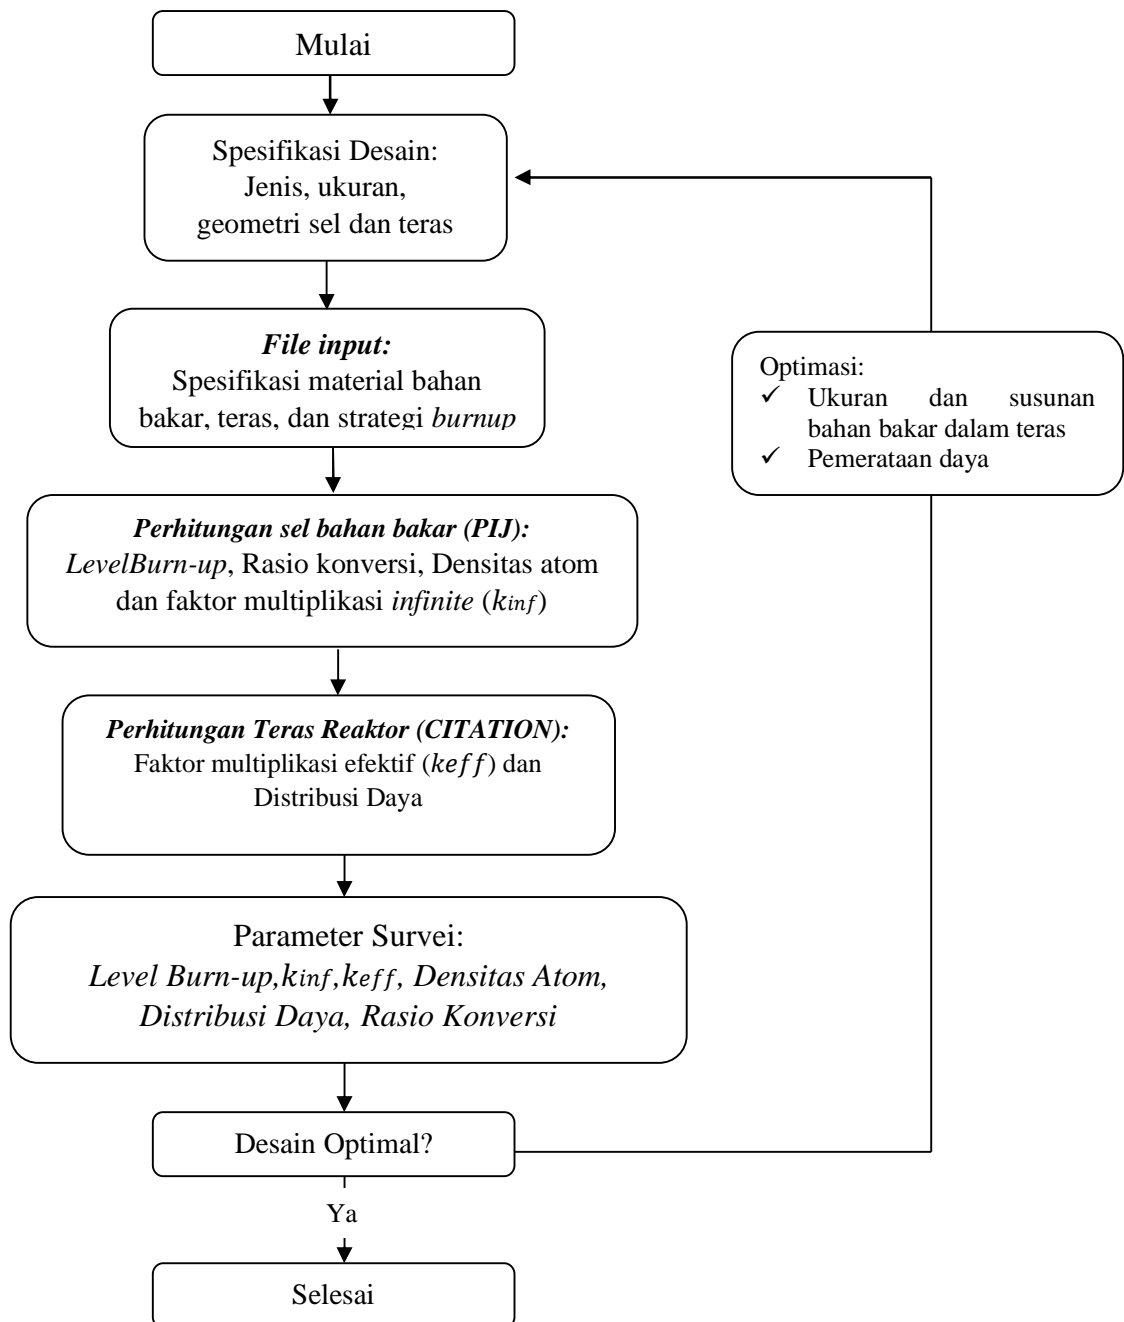 Mulai
Spesifikasi Desain:
Jenis, ukuran,
geometri sel dan teras
File input:
Spesifikasi material bahan
bakar, teras, dan strategi burnup
Optimasi:
✓ Ukuran dan susunan
bahan bakar dalam teras
✓ Pemerataan daya
Perhitungan sel bahan bakar (PIJ):
LevelBurn-up, Rasio konversi, Densitas atom
dan faktor multiplikasi infinite (kinf)
Perhitungan Teras Reaktor (CITATION):
Faktor multiplikasi efektif (keff) dan
Distribusi Daya
Parameter Survei:
Level Burn-up,kinf,keff, Densitas Atom,
Distribusi Daya, Rasio Konversi
Desain Optimal?
Ya
Selesai